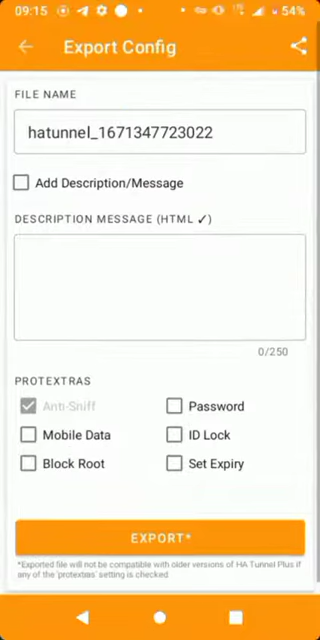 09:15
54%
Export Config
FILE NAME
hatunnel_1671347723022
Add Description/Message
DESCRIPTION MESSAGE (HTML ✓)
0/250
PROTEXTRAS
Anti-Sniff
Password
Mobile Data
ID Lock
Block Root
Set Expiry
EXPORT*
*Exported file will not be compatible with older versions of HA Tunnel Plus if
any of the 'protextras' setting is checked